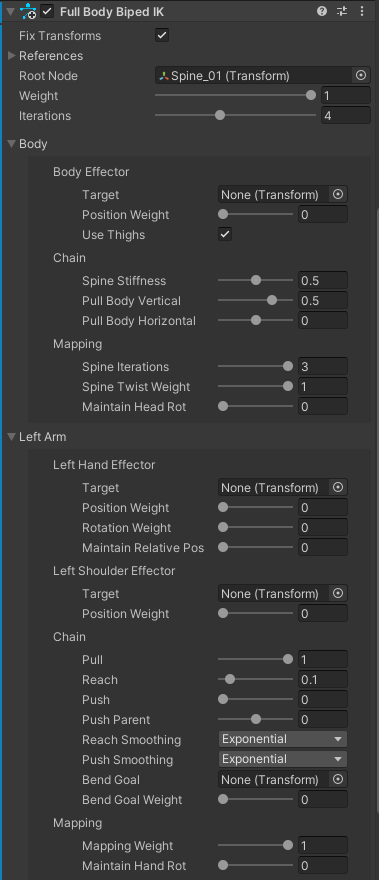 Full Body Biped IK
Fix Transforms
References
Root Node Spine_01 (Transform)
Weight 1
Iterations 4
Body
Body Effector
Target None (Transform)
Position Weight 0
Use Thighs
Chain
Spine Stiffness 0.5
Pull Body Vertical 0.5
Pull Body Horizontal 0
Mapping
Spine Iterations 3
Spine Twist Weight 1
Maintain Head Rot 0
Left Arm
Left Hand Effector
Target None (Transform)
Position Weight 0
Rotation Weight 0
Maintain Relative Pos 0
Left Shoulder Effector
Target None (Transform)
Position Weight 0
Chain
Pull 1
Reach 0.1
Push 0
Push Parent 0
Reach Smoothing Exponential
Push Smoothing Exponential
Bend Goal None (Transform)
Bend Goal Weight 0
Mapping
Mapping Weight 1
Maintain Hand Rot 0